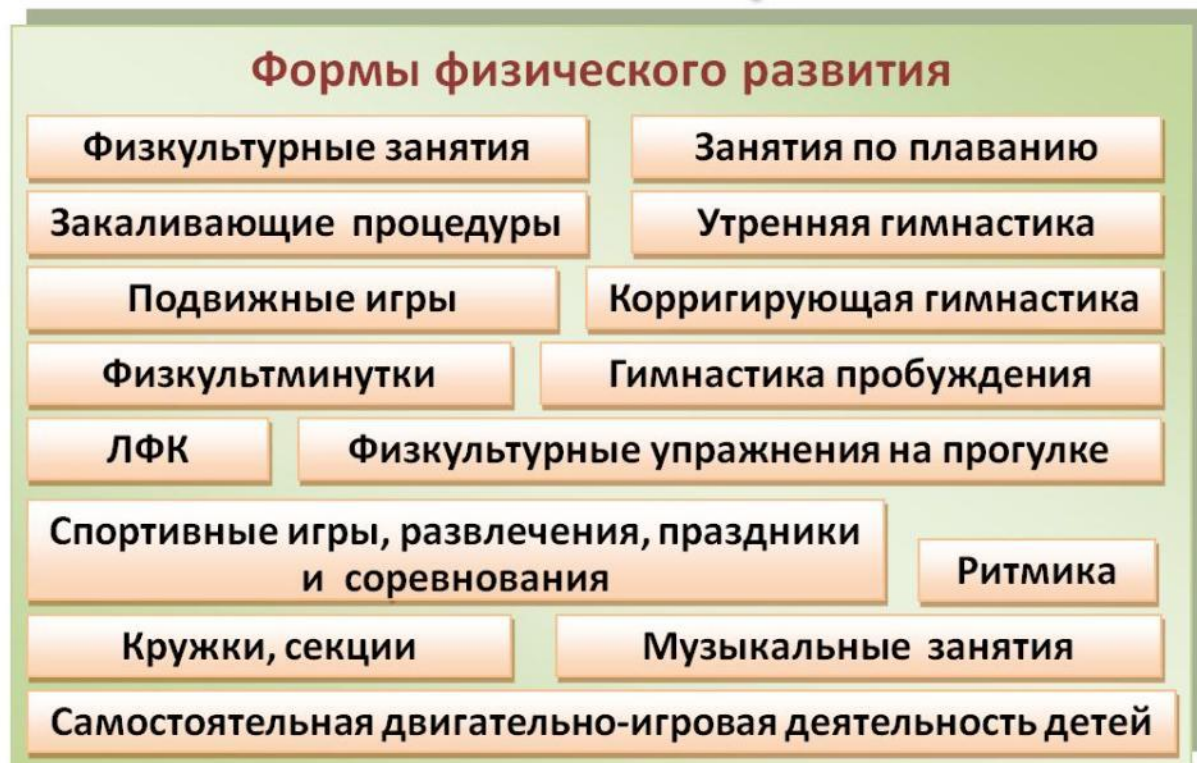 Формы физического развития
Физкультурные занятия
Занятия по плаванию
Закаливающие процедуры
Утренняя гимнастика
Подвижные игры
Корригирующая гимнастика
Физкультминутки
Гимнастика пробуждения
ЛФК
Физкультурные упражнения на прогулке
Спортивные игры, развлечения, праздники
и соревнования
Ритмика
Кружки, секции
Музыкальные занятия
Самостоятельная двигательно-игровая деятельность детей